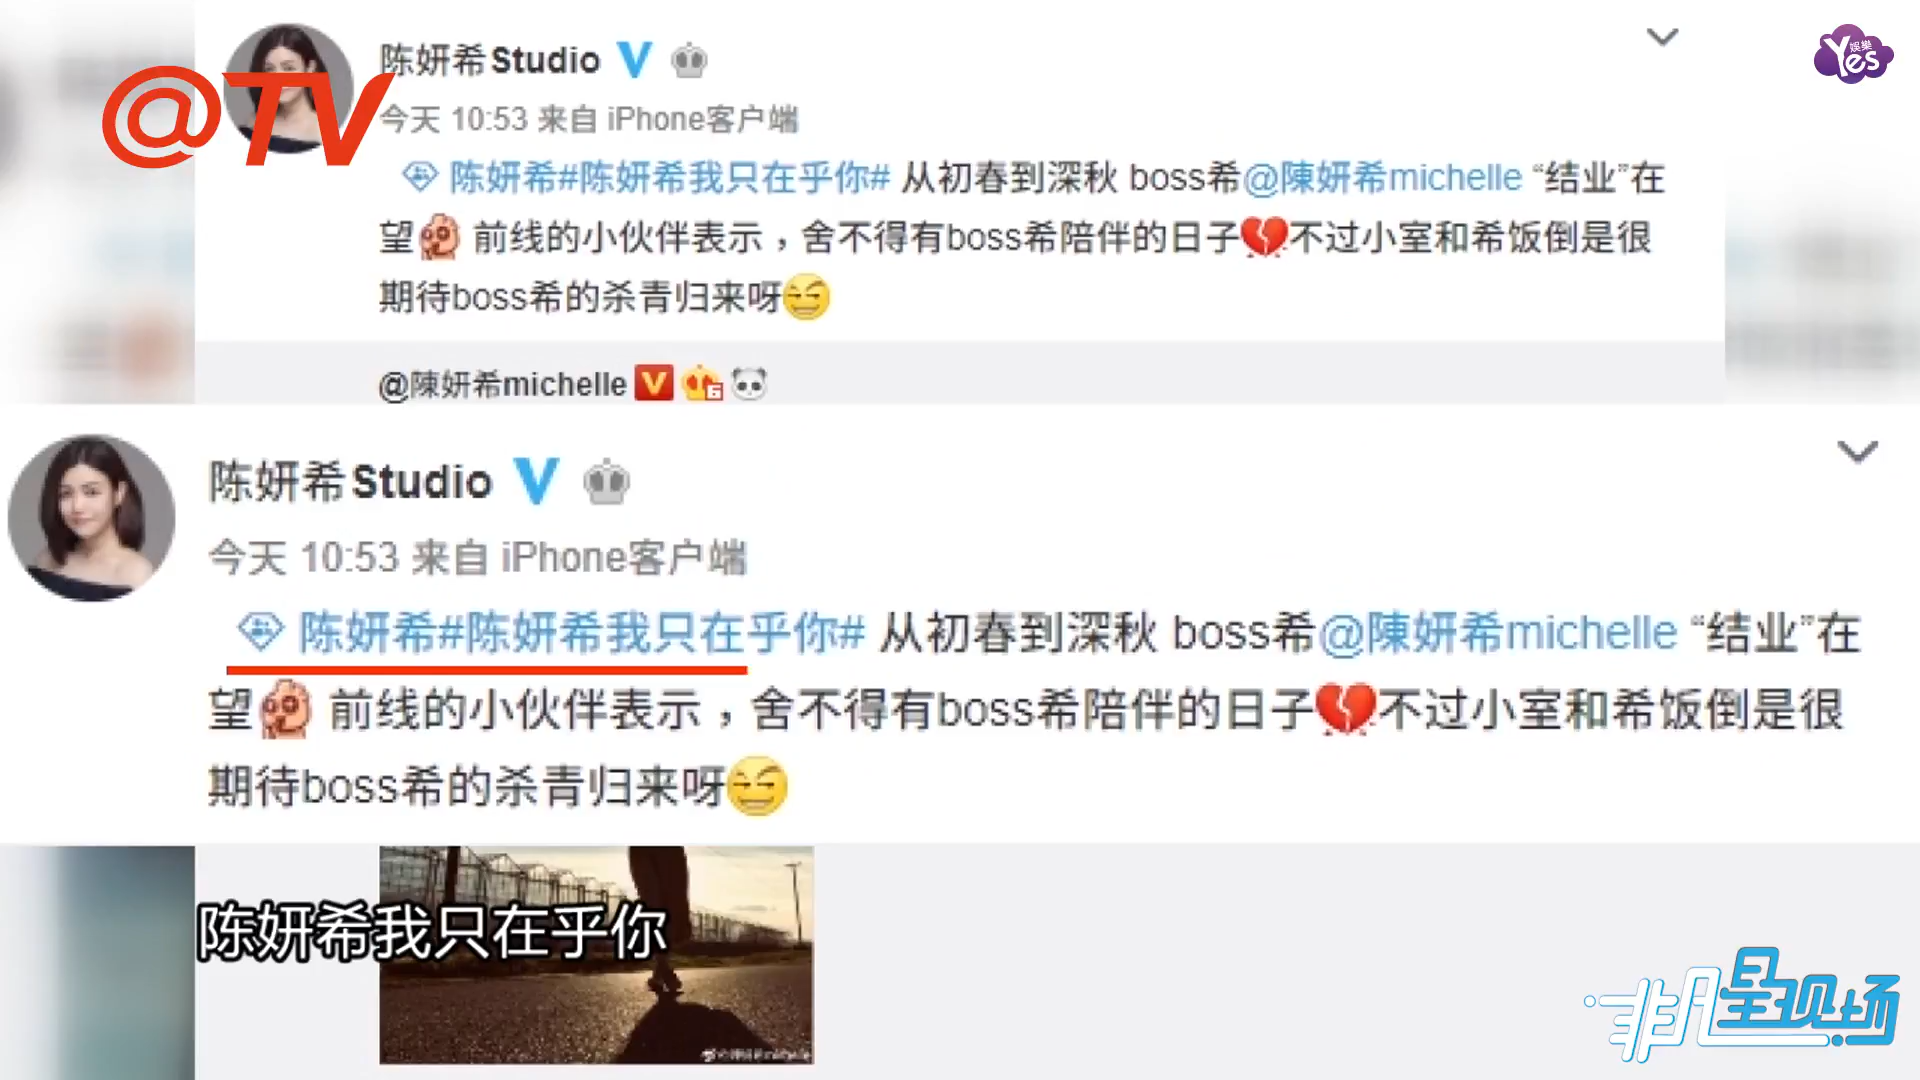 陈妍希Studio
@TV
今天 10:53 来自 iPhone客户端
陈妍希#陈妍希我只在乎你# 从初春到深秋 boss希@陳妍希michelle “结业”在
望 前线的小伙伴表示，舍不得有boss希陪伴的日子 不过小室和希饭倒是很
期待boss希的杀青归来呀
@陳妍希michelle
Yes 娛樂
陈妍希Studio
今天 10:53 来自 iPhone客户端
陈妍希#陈妍希我只在乎你# 从初春到深秋 boss希@陳妍希michelle “结业”在
望 前线的小伙伴表示，舍不得有boss希陪伴的日子 不过小室和希饭倒是很
期待boss希的杀青归来呀
陈妍希我只在乎你
非凡星现场